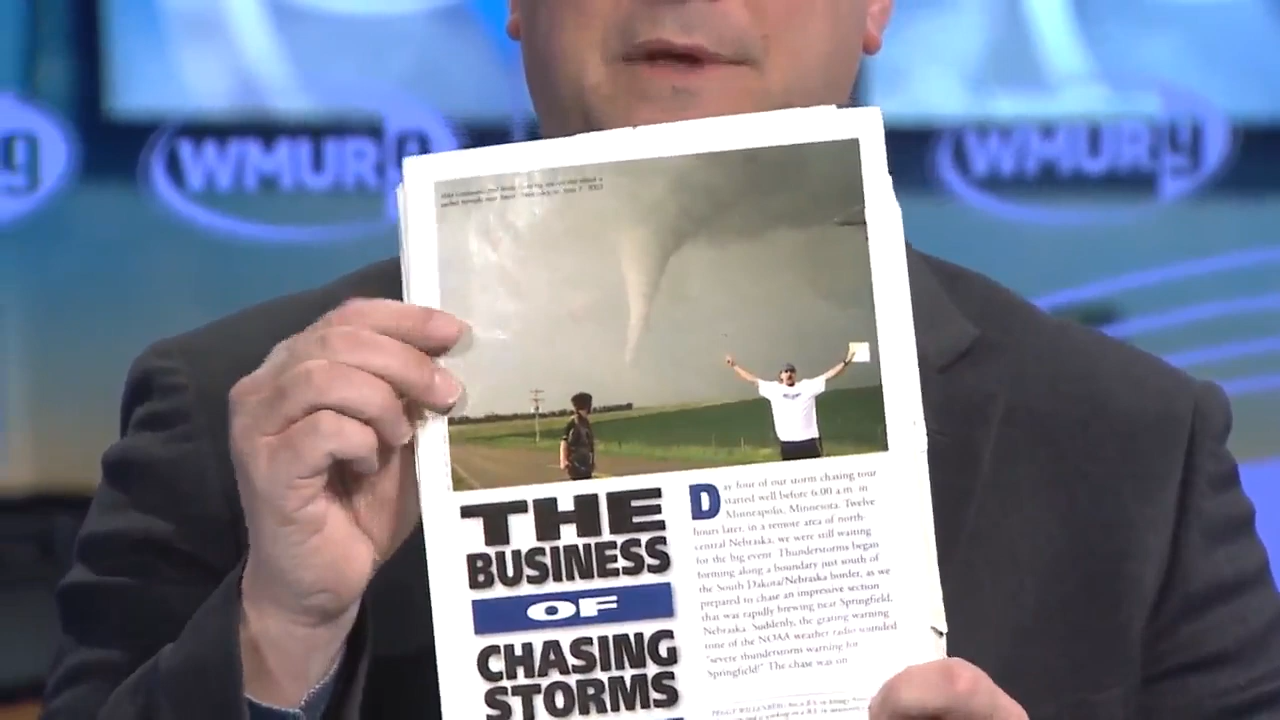 9
WMUR 9
WMUR 9
THE
BUSINESS
OF
CHASING
STORMS
Day four of our storm chasing tour
started well before 6:00 a.m. in
Minneapolis, Minnesota. Twelve
hours later, in a remote area of north-
central Nebraska, we were still waiting
for the big event. Thunderstorms began
forming along a boundary just south of
the South Dakota/Nebraska border, as we
prepared to chase an impressive section
that was rapidly brewing near Springfield,
Nebraska. Suddenly, the grating warning
tone of the NOAA weather radio sounded
"severe thunderstorm warning for
Springfield!" The chase was on